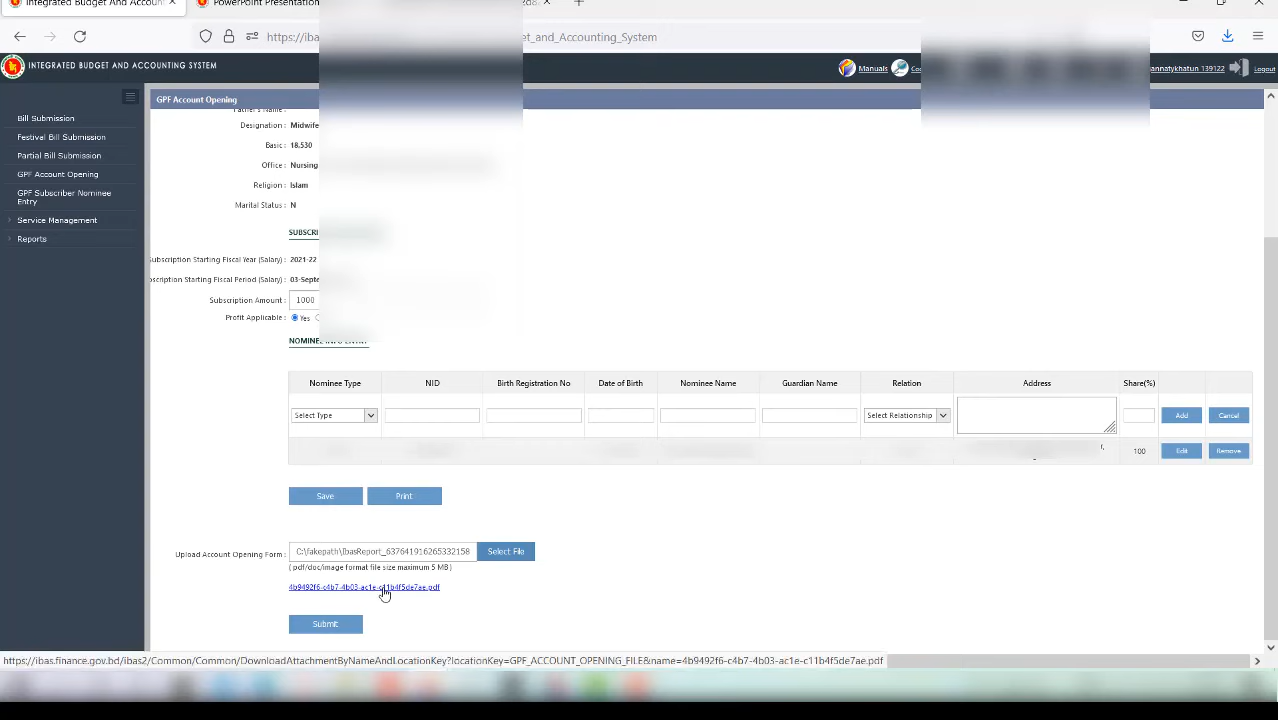 Integrated Budget And Accoun
PowerPoint Presentation
https://ibas
et_and_Accounting_System
INTEGRATED BUDGET AND ACCOUNTING SYSTEM
Manuals
annatykhatun 139122
Logout
Bill Submission
Festival Bill Submission
Partial Bill Submission
GPF Account Opening
GPF Subscriber Nominee
Entry
Service Management
Reports
GPF Account Opening
Father's Name :
Designation : Midwife
Basic : 18,530
Office : Nursing
Religion : Islam
Marital Status : N
SUBSCRI
ubscription Starting Fiscal Year (Salary) : 2021-22
scription Starting Fiscal Period (Salary) : 03-Septe
Subscription Amount : 1000
Profit Applicable : Yes
NOMINEE INFO ENTRY
Nominee Type NID Birth Registration No Date of Birth Nominee Name Guardian Name Relation Address Share(%)
Select Type Select Relationship Add Cancel
100 Edit Remove
Save Print
Upload Account Opening Form : C:\fakepath\IbasReport_637641916265332158 Select File
( pdf/doc/image format file size maximum 5 MB )
4b9492f6-c4b7-4b03-ac1e-c11b4f5de7ae.pdf
Submit
https://ibas.finance.gov.bd/ibas2/Common/Common/DownloadAttachmentByNameAndLocationKey?locationKey=GPF_ACCOUNT_OPENING_FILE&name=4b9492f6-c4b7-4b03-ac1e-c11b4f5de7ae.pdf